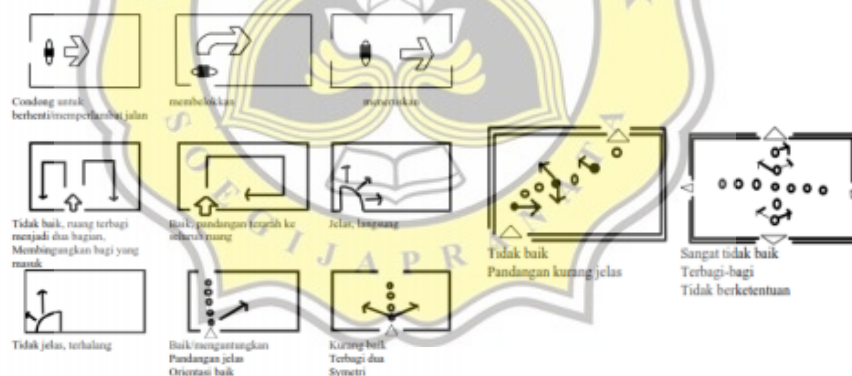 Condong untuk
berhenti/memperlambat jalan
membelokkan
meneruskan
Tidak baik, ruang terbagi
menjadi dua bagian,
Membingungkan bagi yang
masuk
Baik, pandangan terarah ke
seluruh ruang
Jelas, langsung
Tidak baik
Pandangan kurang jelas
Sangat tidak baik
Terbagi-bagi
Tidak berketentuan
Tidak jelas, terhalang
Baik/menguntungkan
Pandangan jelas
Orientasi baik
Kurang baik
Terbagi dua
Symetri
SOEGIJAPRANATA